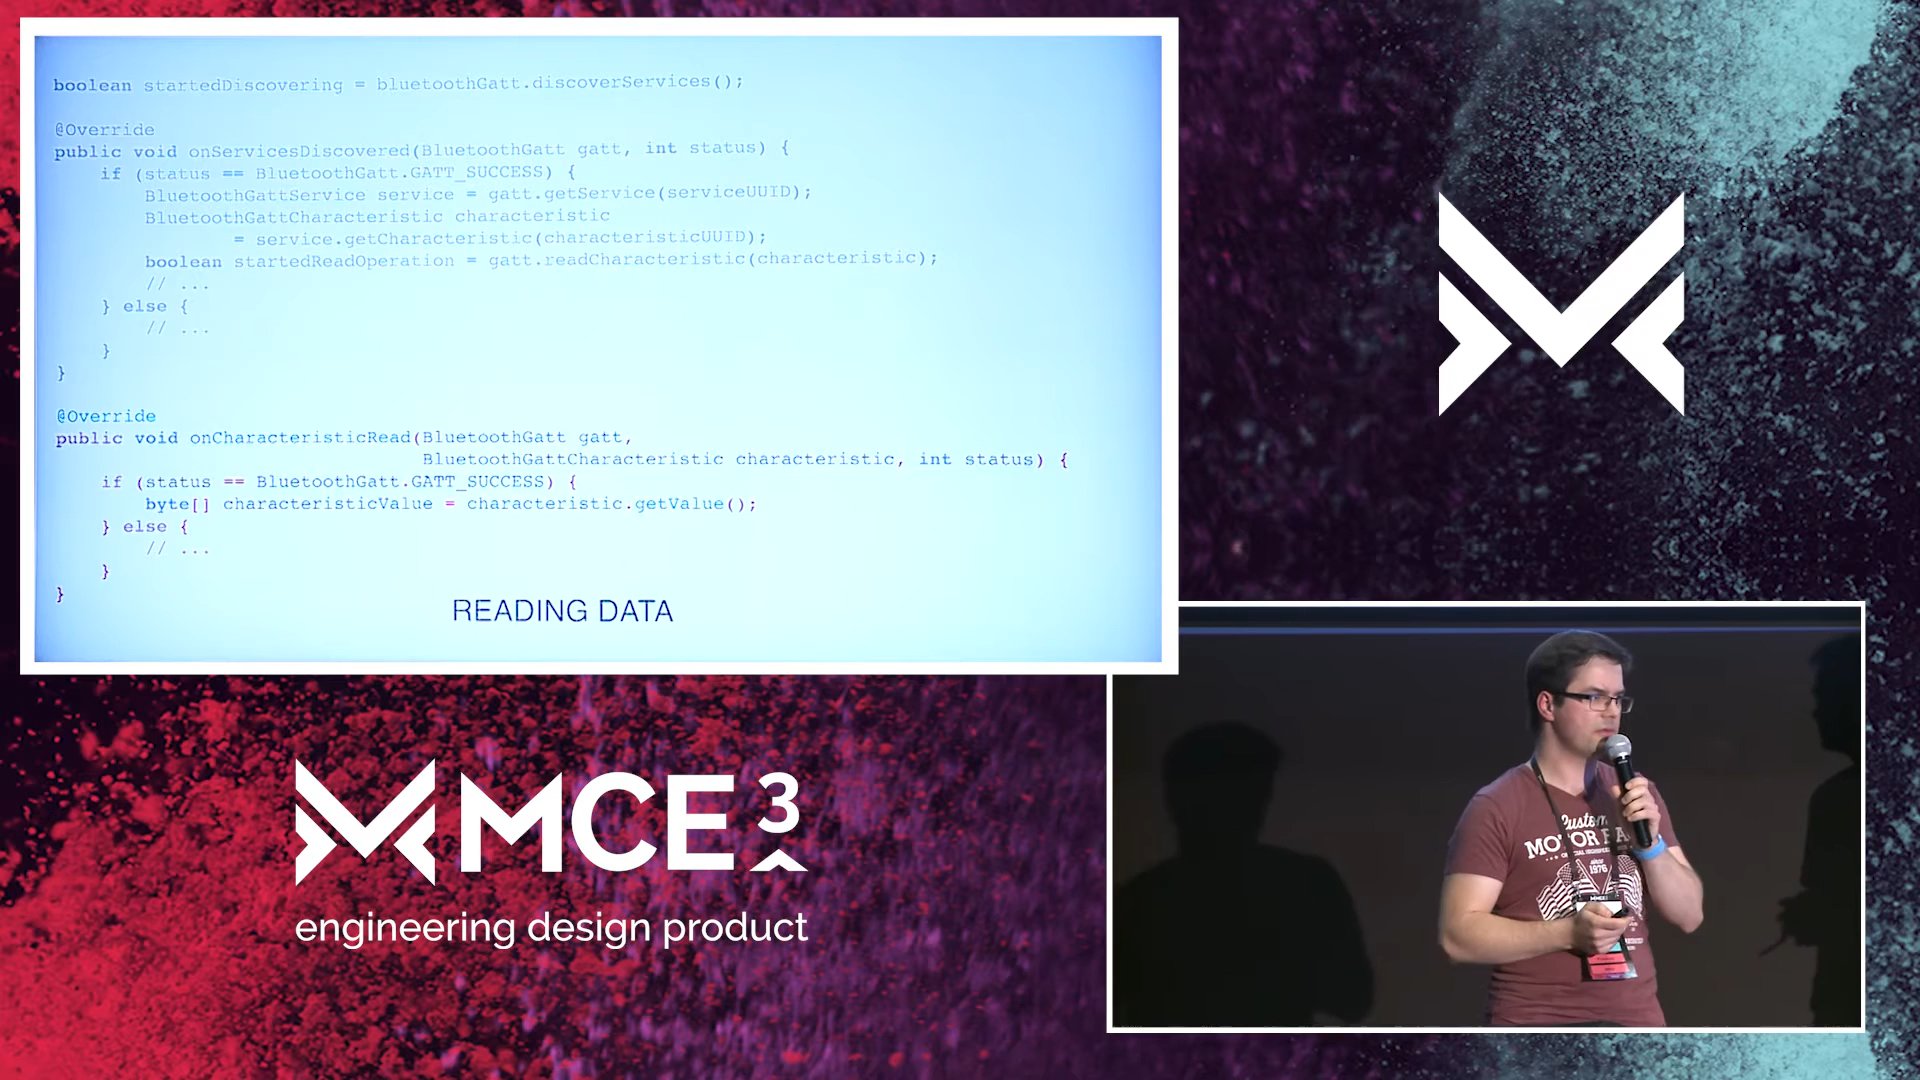 boolean startedDiscovering = bluetoothGatt.discoverServices();
@Override
public void onServicesDiscovered(BluetoothGatt gatt, int status) {
if (status == BluetoothGatt.GATT_SUCCESS) {
BluetoothGattService service = gatt.getService(serviceUUID);
BluetoothGattCharacteristic characteristic
= service.getCharacteristic(characteristicUUID);
boolean startedReadOperation = gatt.readCharacteristic(characteristic);
// ...
} else {
// ...
}
}
@Override
public void onCharacteristicRead(BluetoothGatt gatt,
BluetoothGattCharacteristic characteristic, int status) {
if (status == BluetoothGatt.GATT_SUCCESS) {
byte[] characteristicValue = characteristic.getValue();
} else {
// ...
}
}
READING DATA
MCE 3
engineering design product
Custom
since
1976